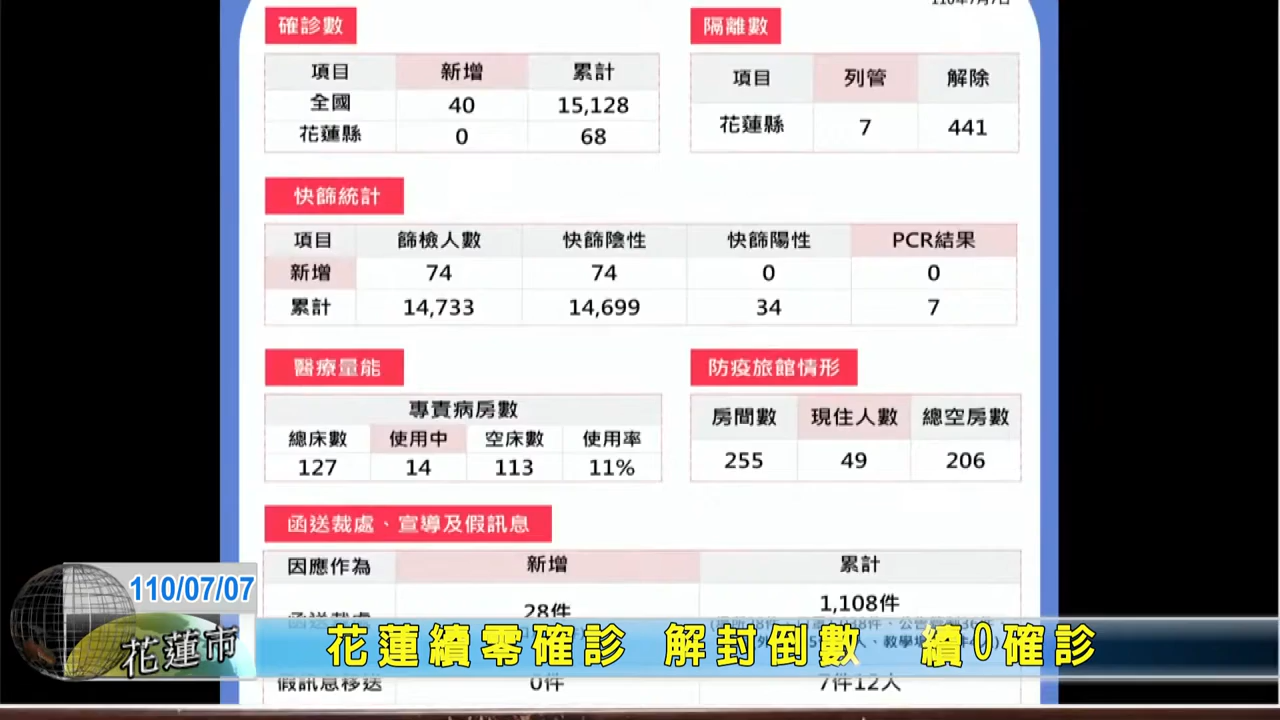 110年7月7日
確診數 隔離數
項目 新增 累計
全國 40 15,128
花蓮縣 0 68
項目 列管 解除
花蓮縣 7 441
快篩統計
項目 篩檢人數 快篩陰性 快篩陽性 PCR結果
新增 74 74 0 0
累計 14,733 14,699 34 7
醫療量能 防疫旅館情形
專責病房數
總床數 使用中 空床數 使用率
127 14 113 11%
房間數 現住人數 總空房數
255 49 206
函送裁處、宣導及假訊息
因應作為 新增 累計
28件 1,108件
假訊息移送 0件 7件12人
110/07/07
花蓮市
花蓮續零確診 解封倒數 續0確診